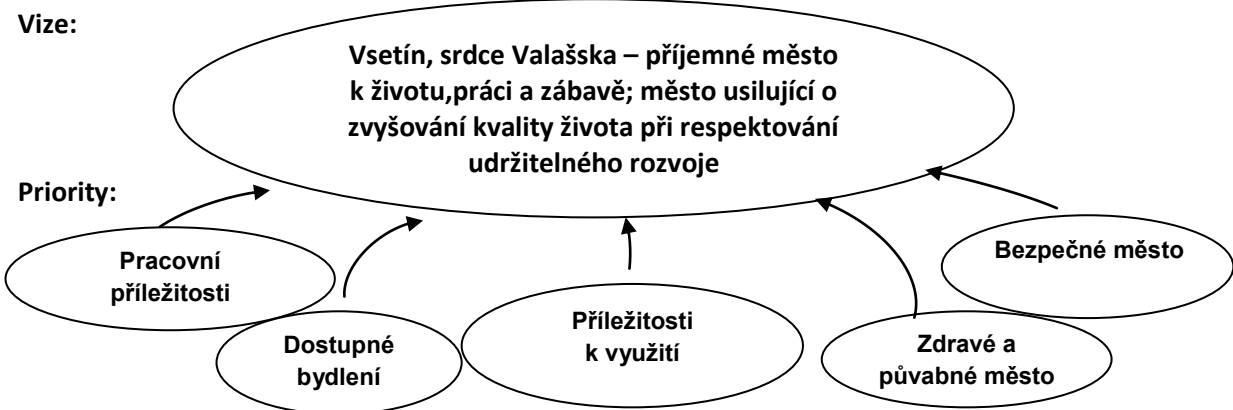 Vize:
Vsetín, srdce Valašska – příjemné město
k životu,práci a zábavě; město usilující o
zvyšování kvality života při respektování
udržitelného rozvoje
Priority:
Pracovní
příležitosti
Dostupné
bydlení
Příležitosti
k využití
Zdravé a
půvabné město
Bezpečné město